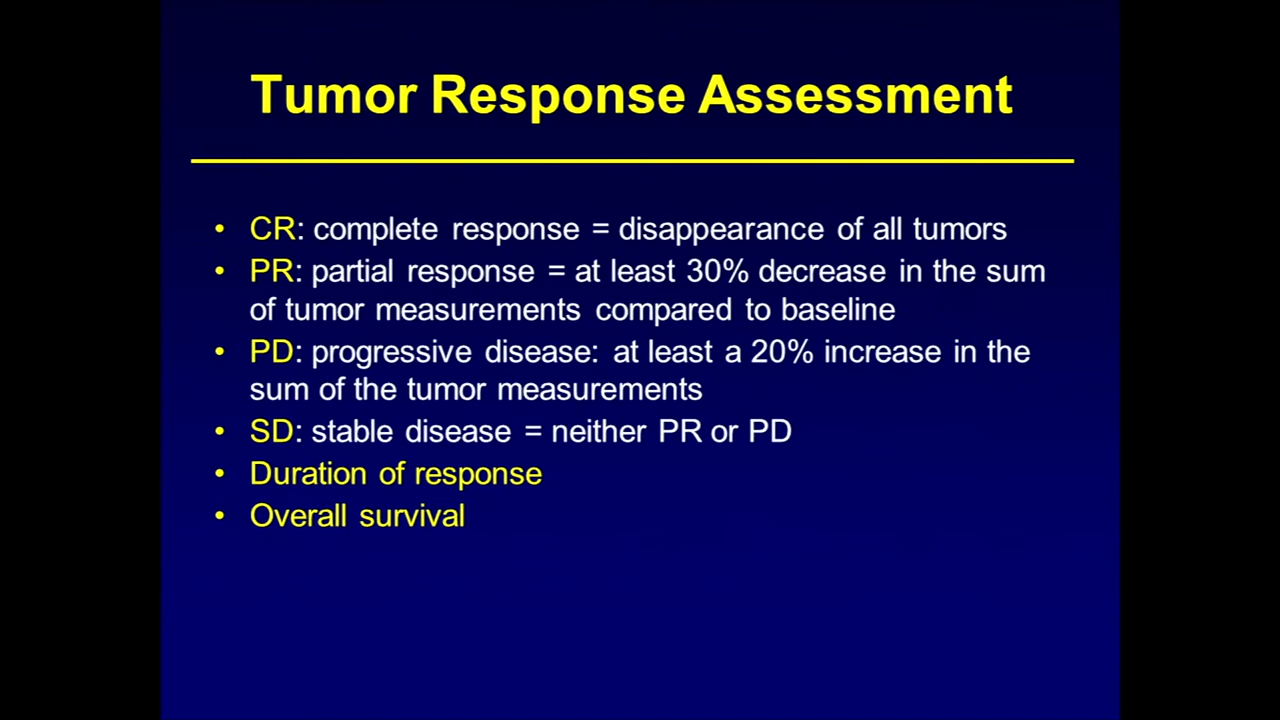 Tumor Response Assessment
• CR: complete response = disappearance of all tumors
• PR: partial response = at least 30% decrease in the sum
of tumor measurements compared to baseline
• PD: progressive disease: at least a 20% increase in the
sum of the tumor measurements
• SD: stable disease = neither PR or PD
• Duration of response
• Overall survival